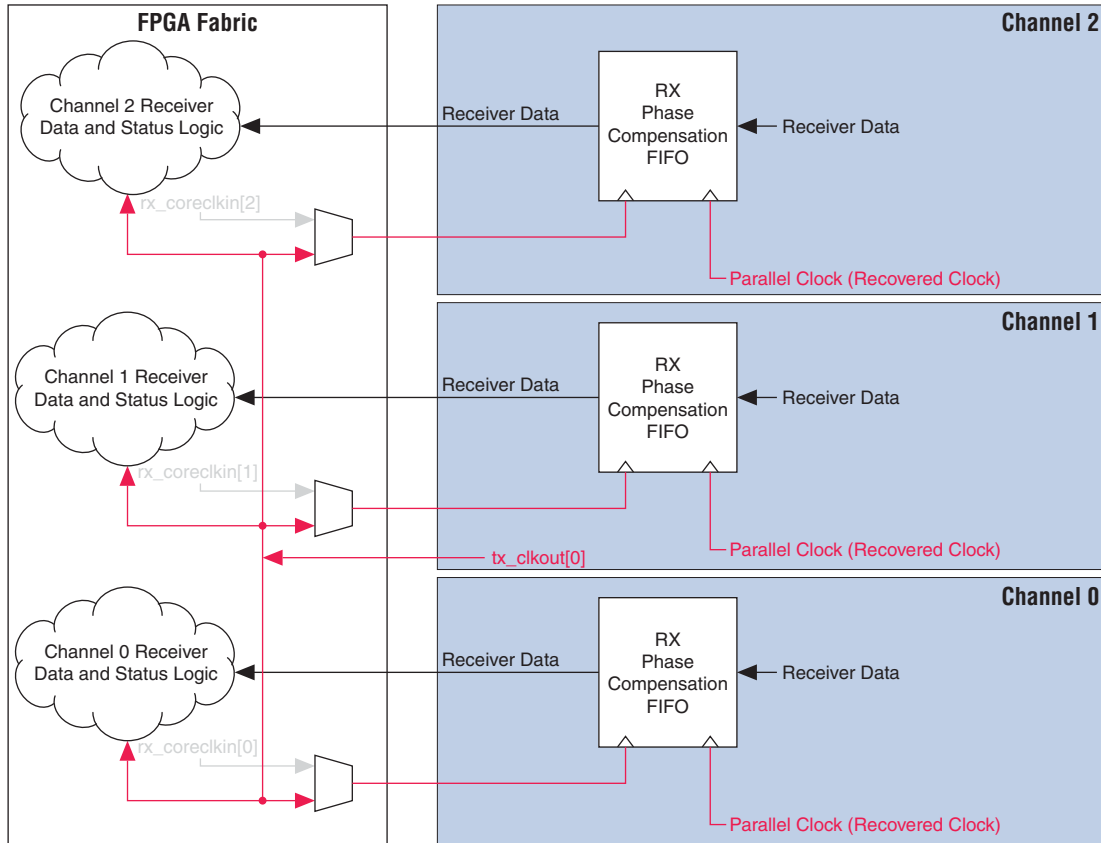 FPGA Fabric
Channel 2
Channel 2 Receiver
Data and Status Logic
Receiver Data
RX
Phase
Compensation
FIFO
Receiver Data
rx_coreclkin[2]
Parallel Clock (Recovered Clock)
Channel 1
Channel 1 Receiver
Data and Status Logic
Receiver Data
RX
Phase
Compensation
FIFO
Receiver Data
rx_coreclkin[1]
Parallel Clock (Recovered Clock)
tx_clkout[0]
Channel 0
Channel 0 Receiver
Data and Status Logic
Receiver Data
RX
Phase
Compensation
FIFO
Receiver Data
rx_coreclkin[0]
Parallel Clock (Recovered Clock)